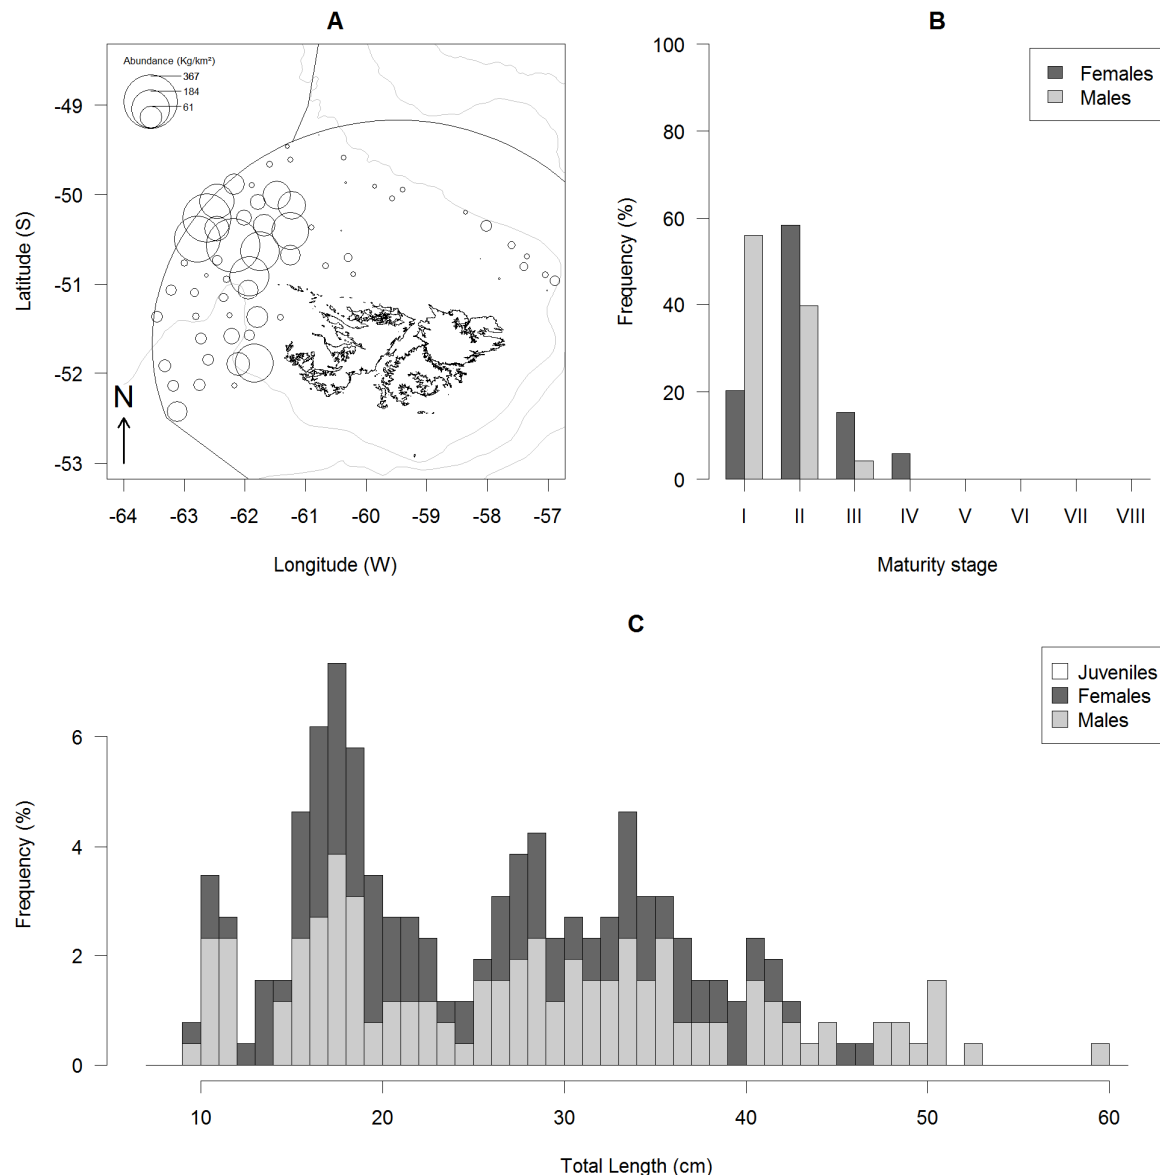 A
Abundance (Kg/km²)
367
184
61
-49
-50
-51
-52
-53
Latitude (S)
N
-64 -63 -62 -61 -60 -59 -58 -57
Longitude (W)
B
100
80
60
40
20
0
Frequency (%)
Females
Males
I II III IV V VI VII VIII
Maturity stage
C
Juveniles
Females
Males
6
4
2
0
Frequency (%)
10 20 30 40 50 60
Total Length (cm)